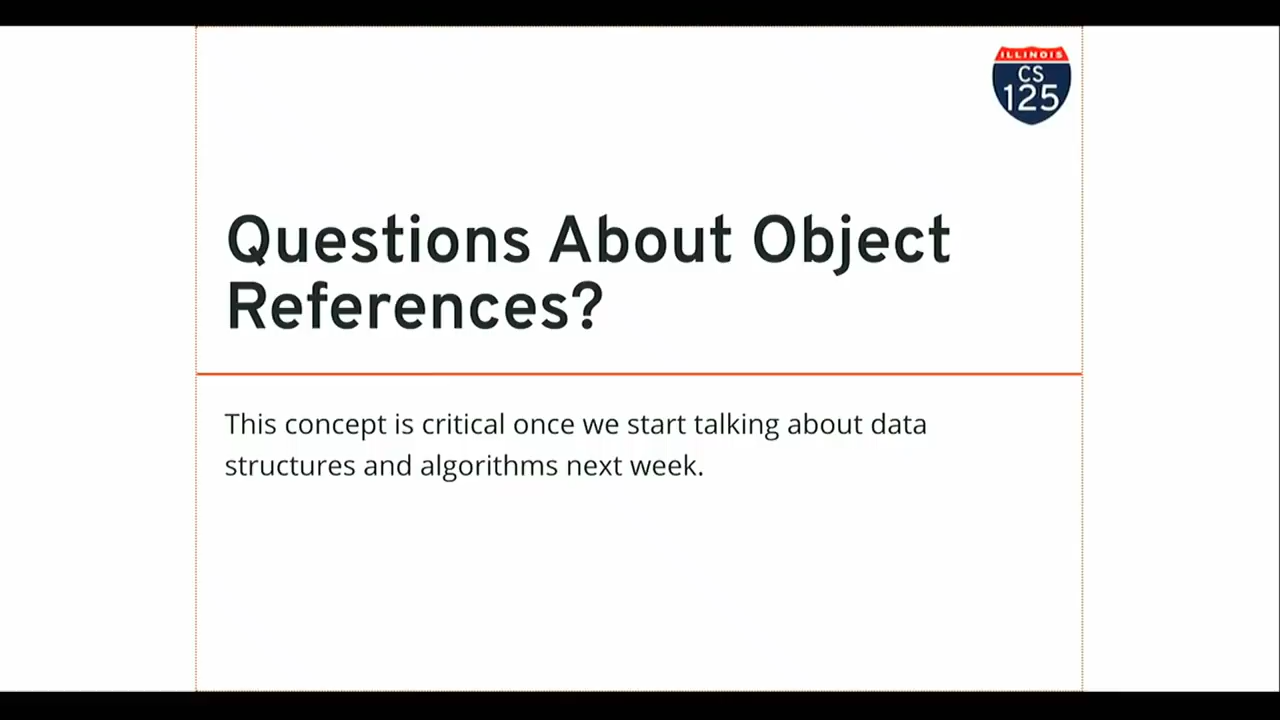 ILLINOIS
CS
125
Questions About Object
References?
This concept is critical once we start talking about data
structures and algorithms next week.